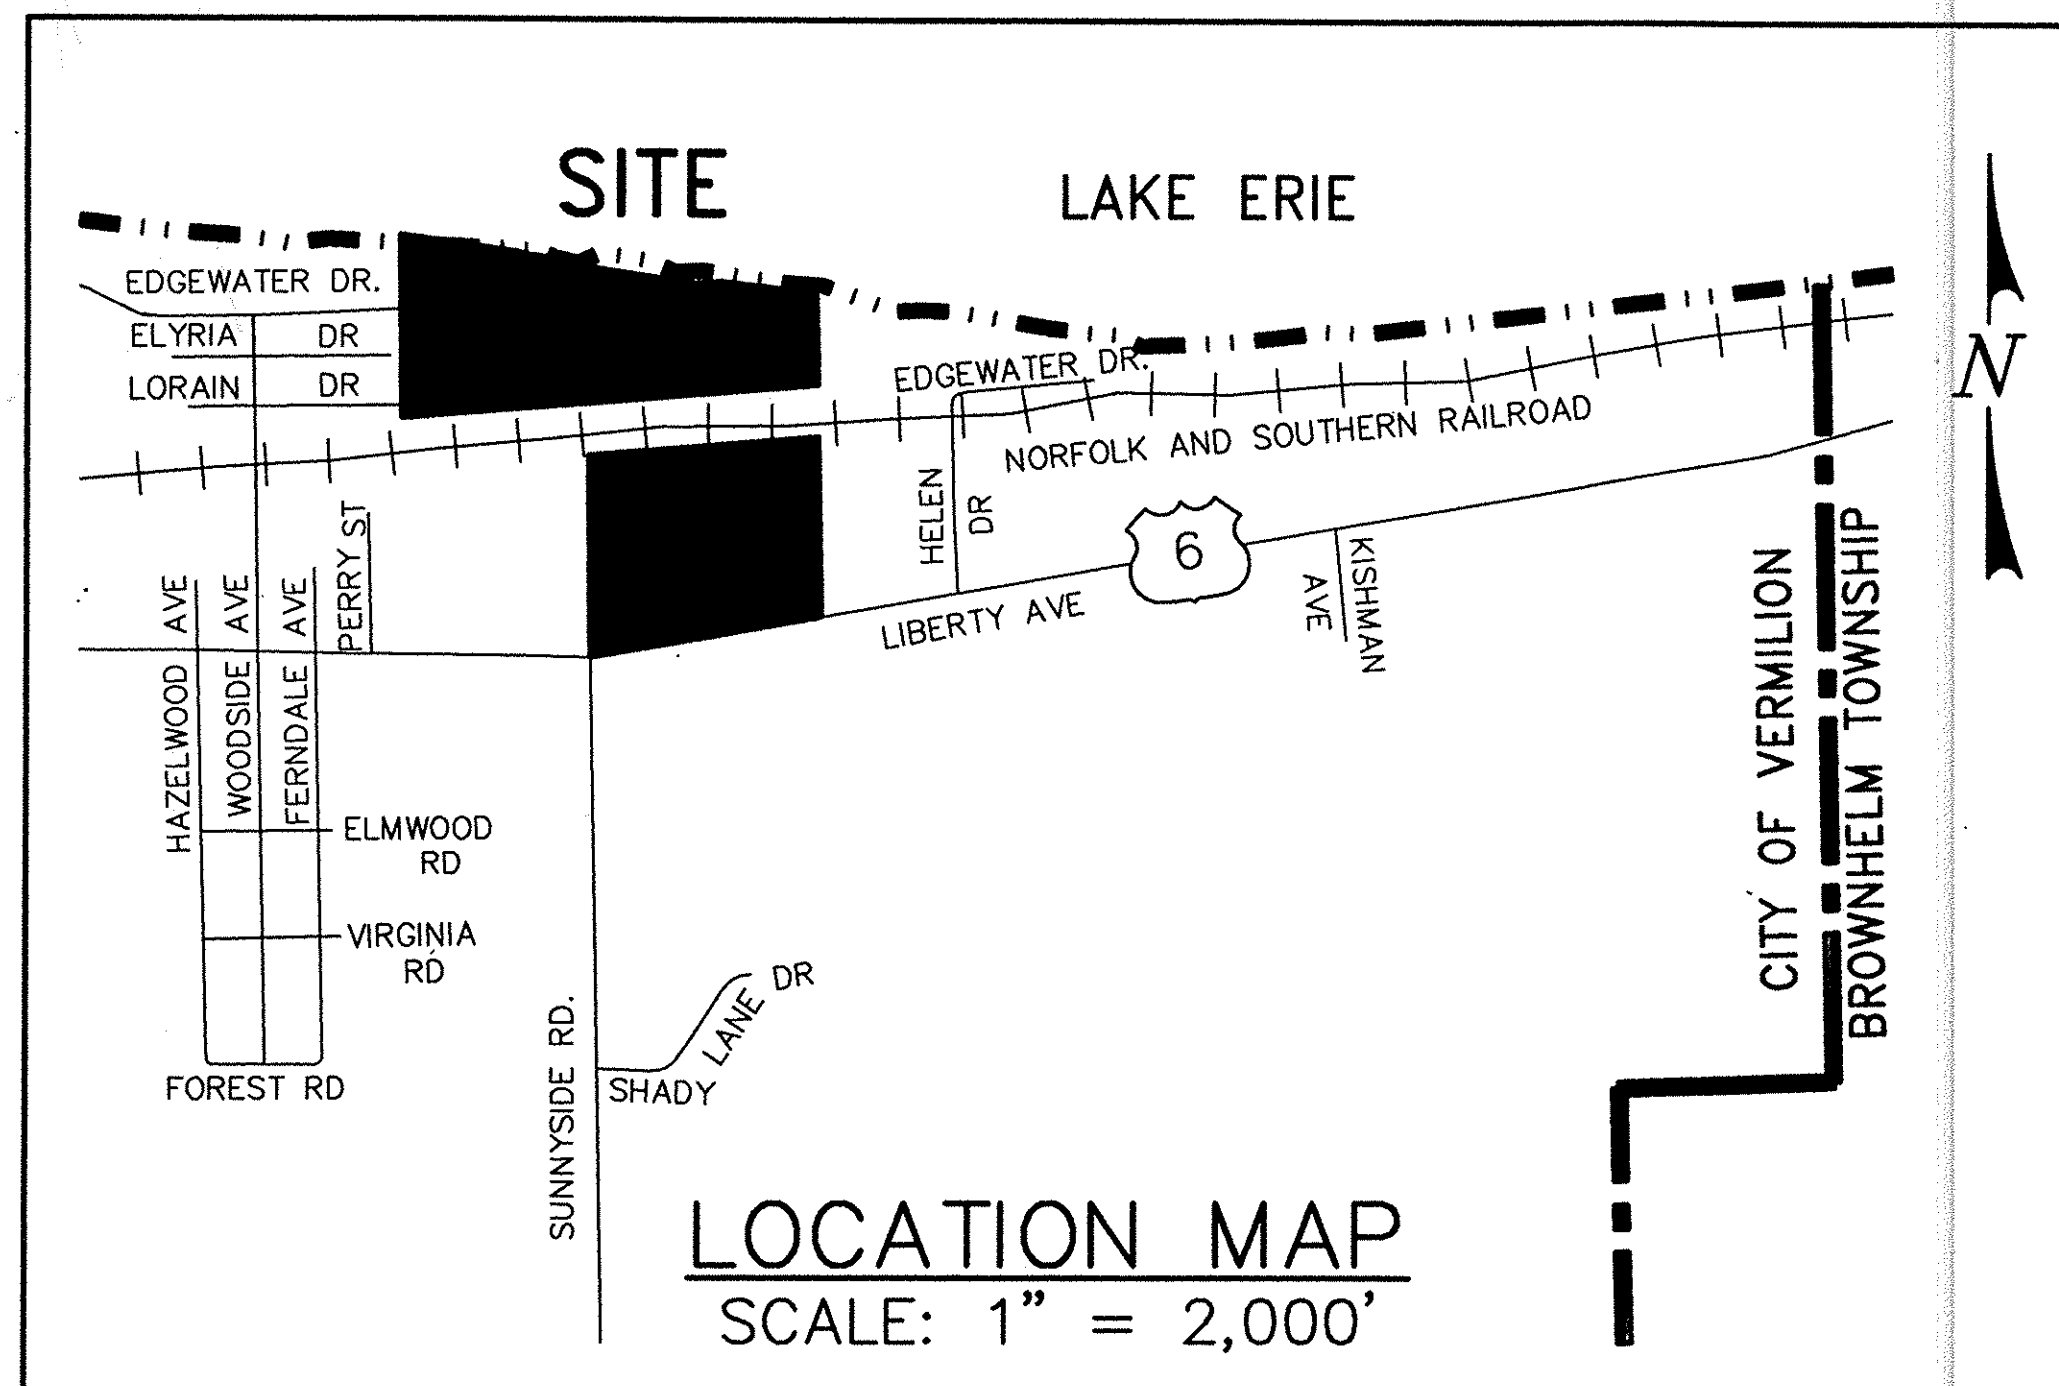 SITE
LAKE ERIE
EDGEWATER DR.
ELYRIA DR
LORAIN DR
EDGEWATER DR.
NORFOLK AND SOUTHERN RAILROAD
N
HELEN
DR
6
LIBERTY AVE
KISHMAN
AVE
PERRY ST
HAZELWOOD AVE
WOODSIDE AVE
FERNDALE AVE
ELMWOOD
RD
VIRGINIA
RD
FOREST RD
SUNNYSIDE RD.
SHADY LANE DR
CITY OF VERMILION
BROWNHELM TOWNSHIP
LOCATION MAP
SCALE: 1" = 2,000'